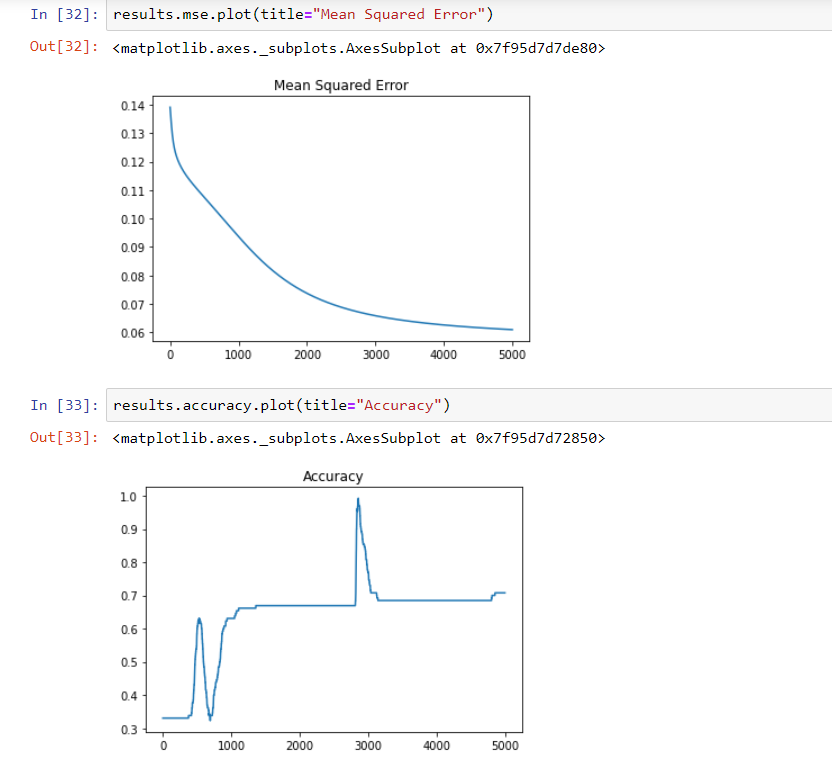 In [32]: results.mse.plot(title="Mean Squared Error")
Out[32]: <matplotlib.axes._subplots.AxesSubplot at 0x7f95d7d7de80>
Mean Squared Error
0.14
0.13
0.12
0.11
0.10
0.09
0.08
0.07
0.06
0 1000 2000 3000 4000 5000
In [33]: results.accuracy.plot(title="Accuracy")
Out[33]: <matplotlib.axes._subplots.AxesSubplot at 0x7f95d7d72850>
Accuracy
1.0
0.9
0.8
0.7
0.6
0.5
0.4
0.3
0 1000 2000 3000 4000 5000